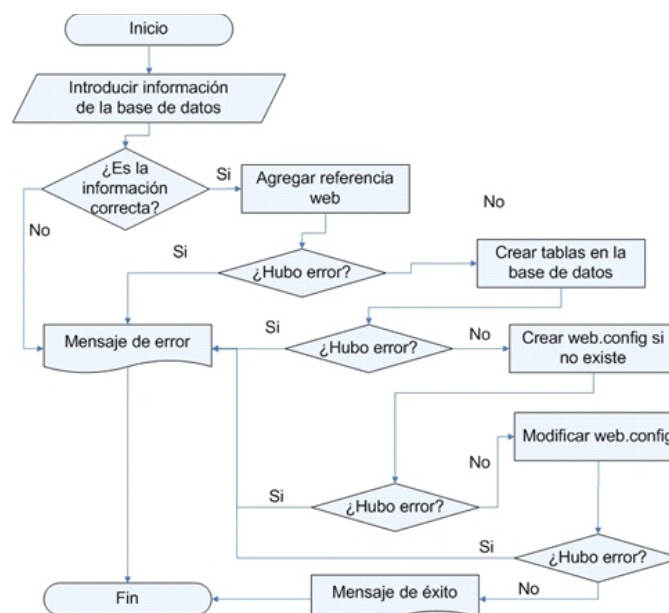 Inicio
Introducir información
de la base de datos
¿Es la
información
correcta?
Si
Agregar referencia
web
No
No
Si
¿Hubo error?
Crear tablas en la
base de datos
Mensaje de error
Si
¿Hubo error?
No
Crear web.config si
no existe
Modificar web.config
No
Si
¿Hubo error?
Si
¿Hubo error?
Fin
Mensaje de éxito
No